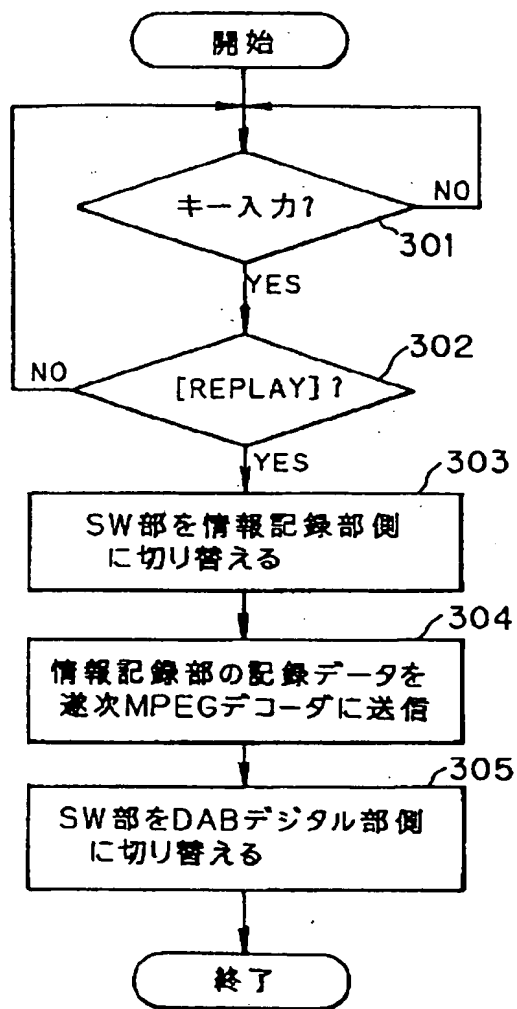 開始
キー入力?
NO
301
YES
302
NO
[REPLAY]?
YES
303
SW部を情報記録部側
に切り替える
304
情報記録部の記録データを
遂次MPEGデコーダに送信
305
SW部をDABデジタル部側
に切り替える
終了